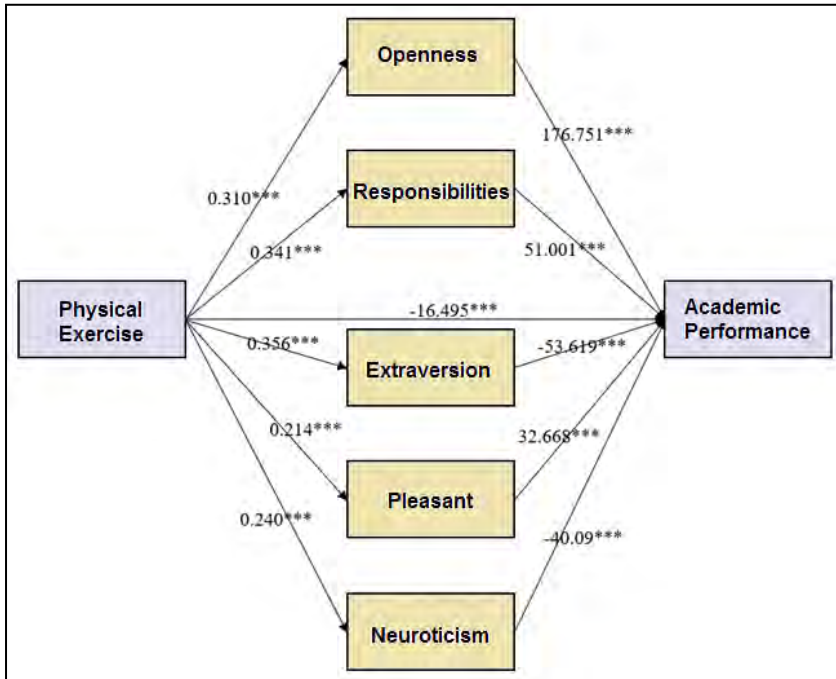 Openness
176.751***
Responsibilities
0.310***
0.341***
51.001***
Physical
Exercise
-16.495***
Academic
Performance
0.356***
Extraversion
-53.619***
0.214***
32.668***
Pleasant
0.240***
-40.09***
Neuroticism